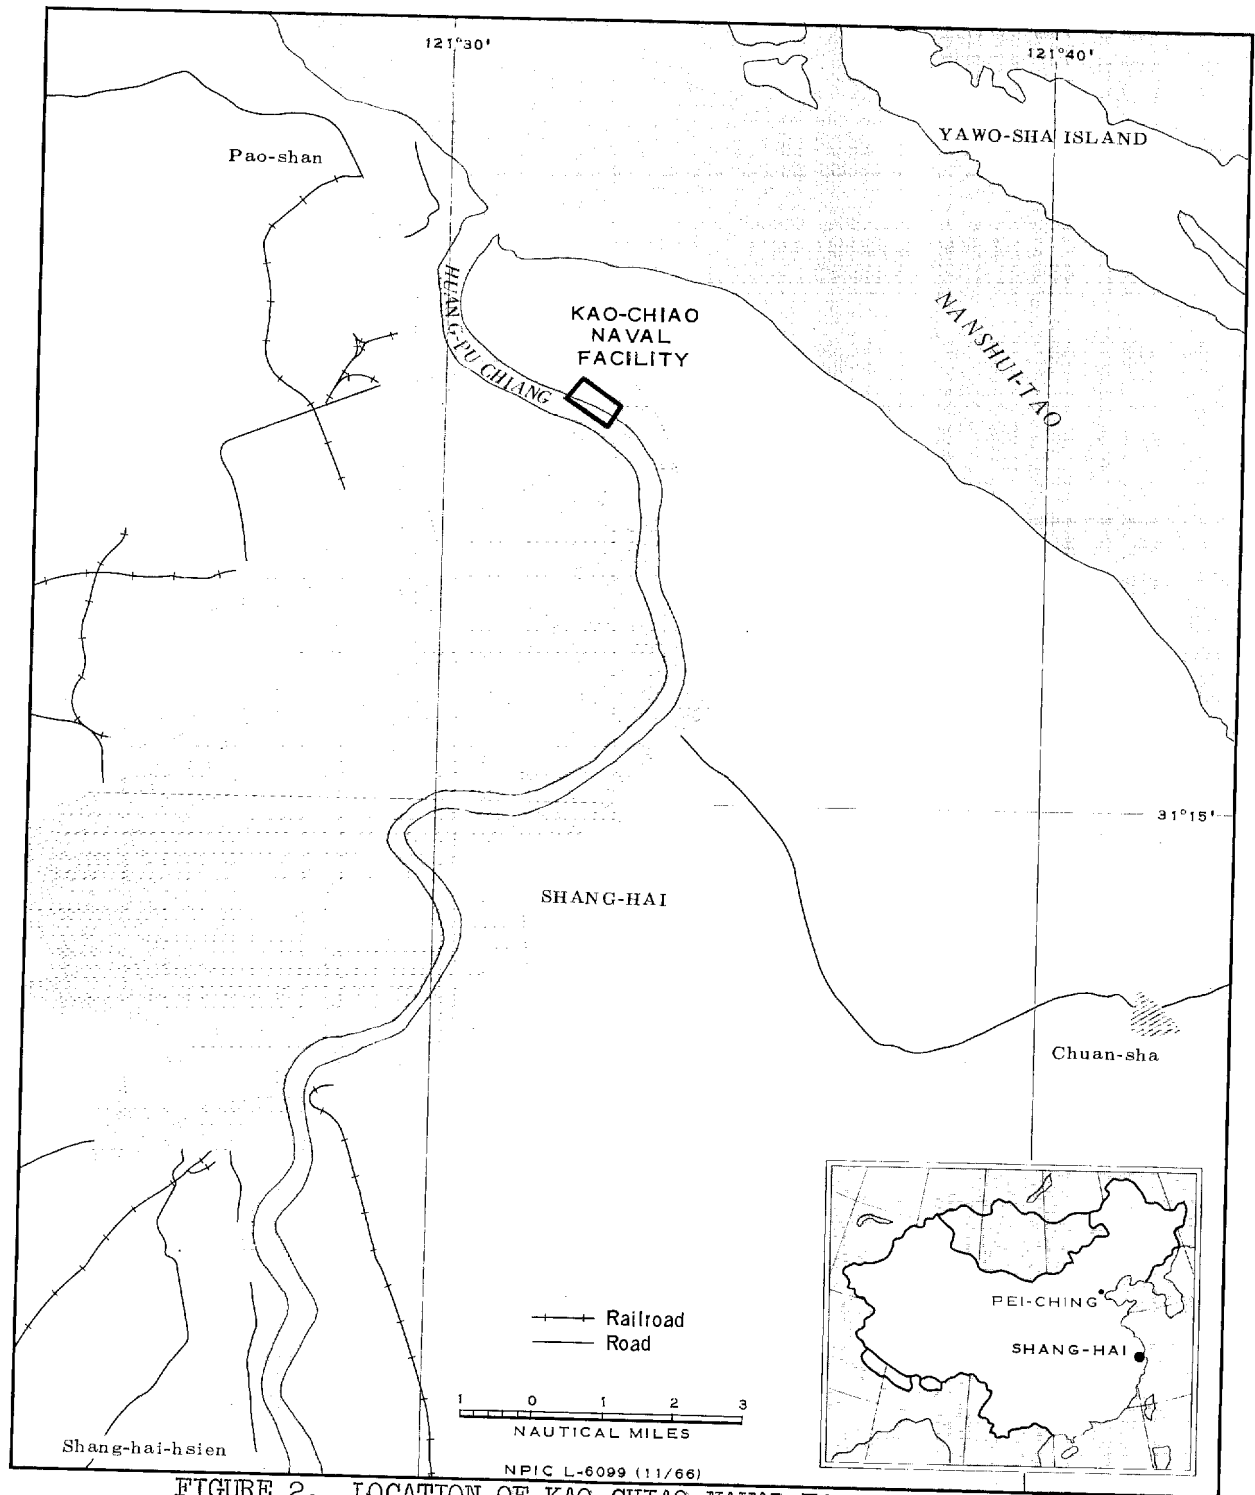 121°30'
121°40'
YAWO-SHA ISLAND
Pao-shan
HUANG-PU CHIANG
KAO-CHIAO
NAVAL
FACILITY
NANSHUI-TAO
31°15'
SHANG-HAI
Chuan-sha
PEI-CHING
SHANG-HAI
Railroad
Road
1 0 1 2 3
NAUTICAL MILES
Shang-hai-hsien
NPIC L-6099 (11/66)
FIGURE 2. LOCATION OF KAO-CHIAO NAVAL